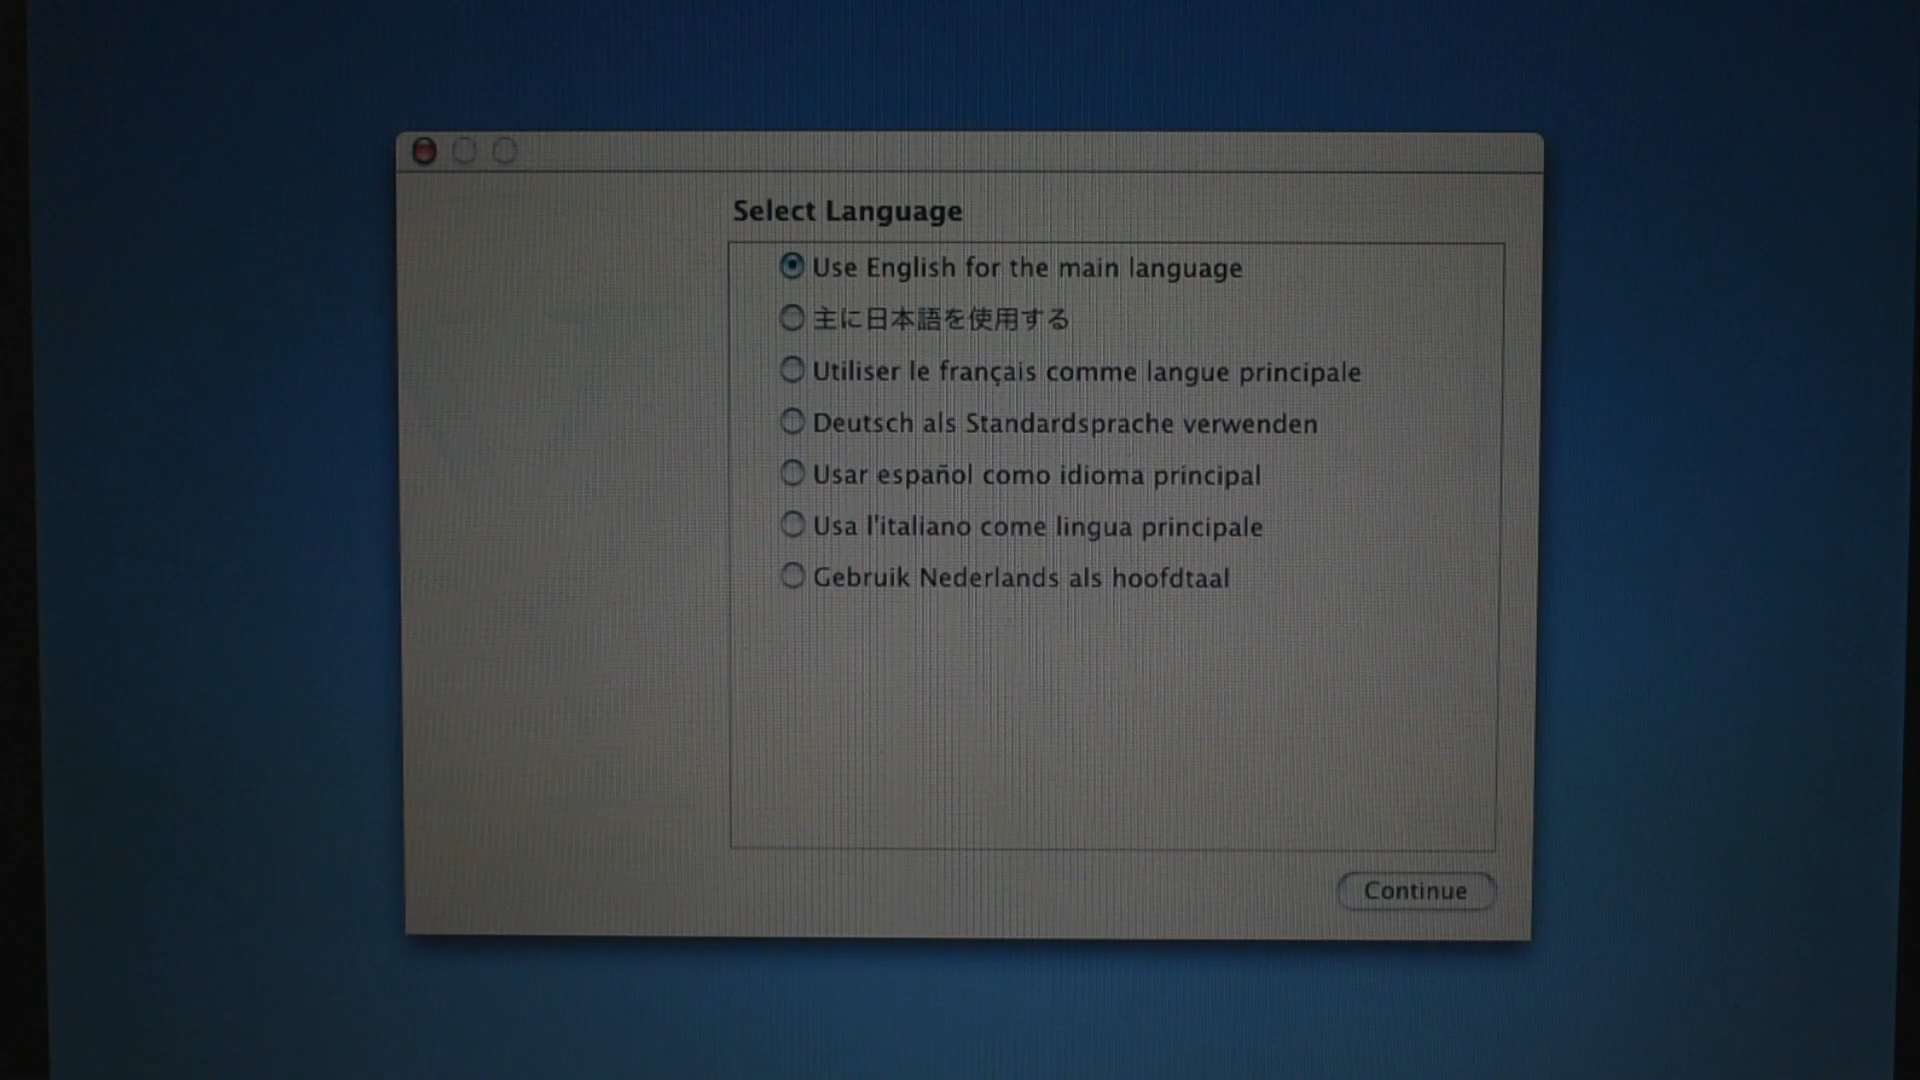 Select Language
Use English for the main language
主に日本語を使用する
Utiliser le français comme langue principale
Deutsch als Standardsprache verwenden
Usar español como idioma principal
Usa l'italiano come lingua principale
Gebruik Nederlands als hoofdtaal
Continue